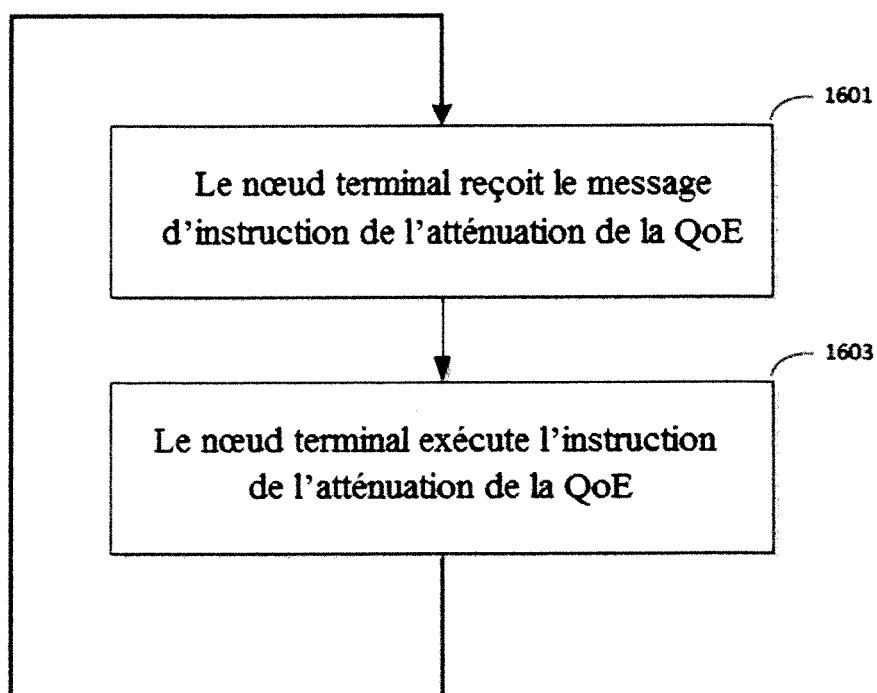 1601
Le nœud terminal reçoit le message
d'instruction de l'atténuation de la QoE
1603
Le nœud terminal exécute l'instruction
de l'atténuation de la QoE